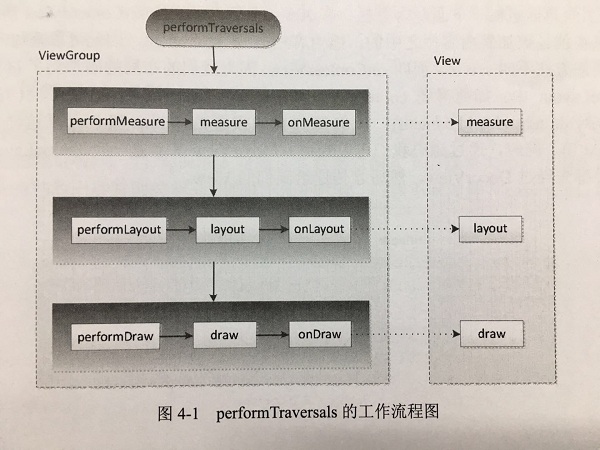 performTraversals
ViewGroup
View
performMeasure
measure
onMeasure
measure
performLayout
layout
onLayout
layout
performDraw
draw
onDraw
draw
图 4-1 performTraversals 的工作流程图